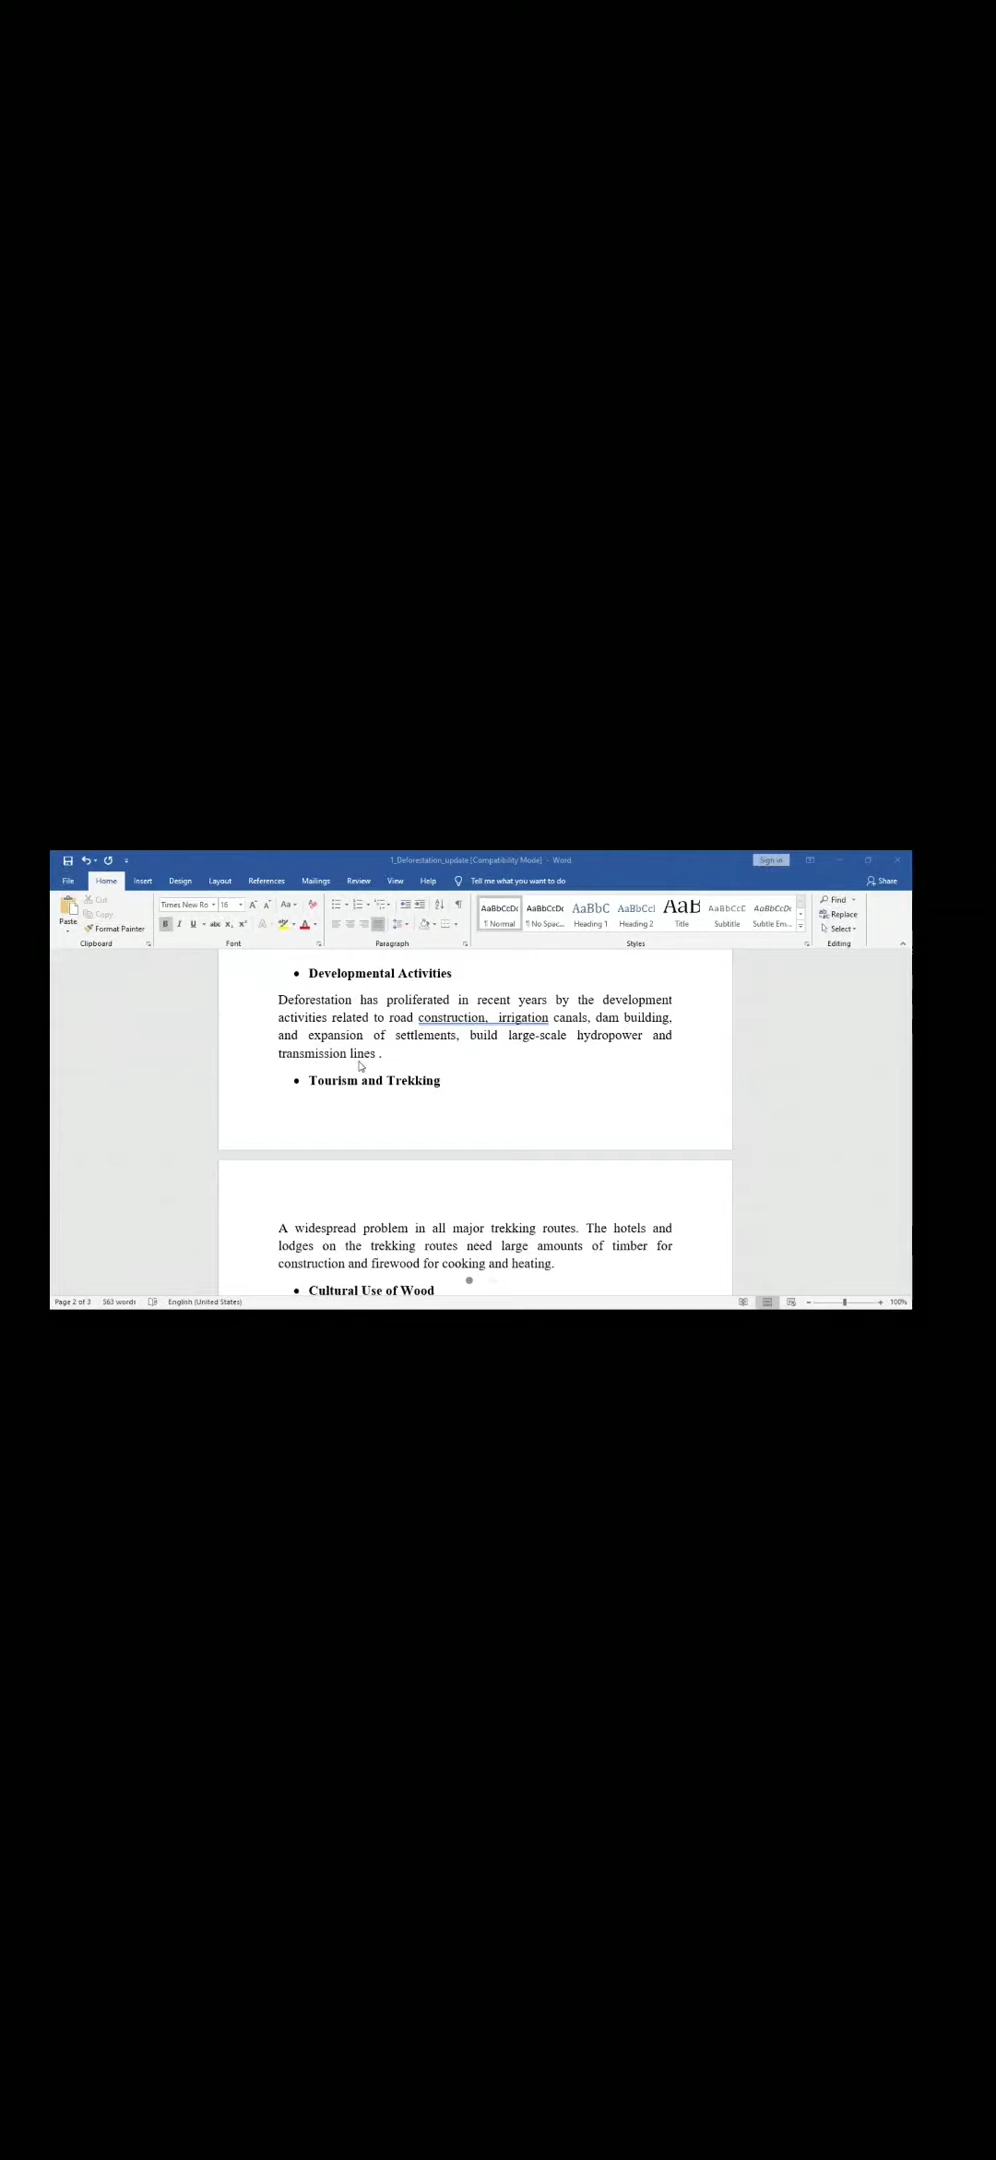 1_Deforestation_update [Compatibility Mode] - Word
Sign in
File Home Insert Design Layout References Mailings Review View Help Tell me what you want to do Share
Paste
Cut
Copy
Format Painter
Clipboard
Times New Ro 16
Font
Paragraph
AaBbCcDc AaBbCcDc AaBbC AaBbCcI AaB AaBbCcC AaBbCcDc
¶ Normal ¶ No Spac... Heading 1 Heading 2 Title Subtitle Subtle Em...
Styles
Find
Replace
Select
Editing
• Developmental Activities
Deforestation has proliferated in recent years by the development
activities related to road construction, irrigation canals, dam building,
and expansion of settlements, build large-scale hydropower and
transmission lines .
• Tourism and Trekking
A widespread problem in all major trekking routes. The hotels and
lodges on the trekking routes need large amounts of timber for
construction and firewood for cooking and heating.
• Cultural Use of Wood
Page 2 of 3 563 words English (United States) 100%